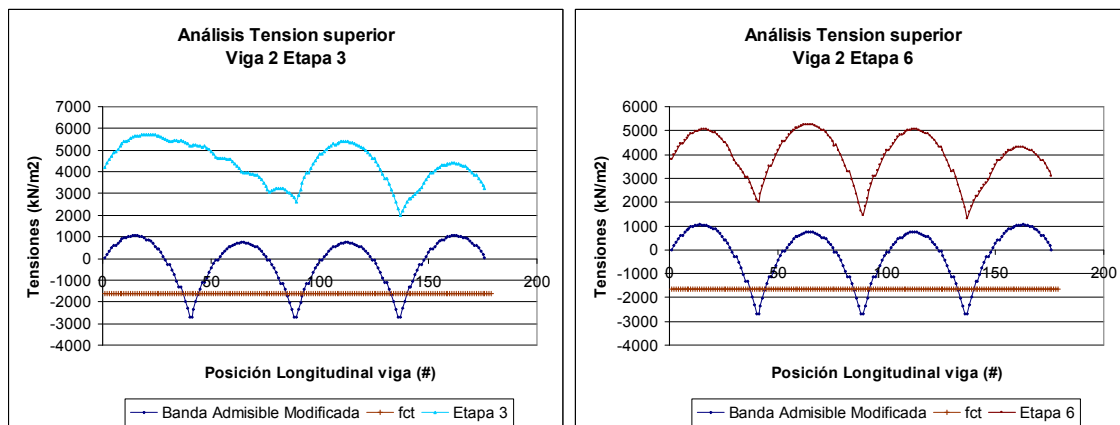 Análisis Tension superior
Viga 2 Etapa 3
Tensiones (kN/m2)
7000
6000
5000
4000
3000
2000
1000
0
-1000
-2000
-3000
-4000
0
50
100
150
200
Posición Longitudinal viga (#)
Banda Admisible Modificada
fct
Etapa 3
Análisis Tension superior
Viga 2 Etapa 6
Tensiones (kN/m2)
6000
5000
4000
3000
2000
1000
0
-1000
-2000
-3000
-4000
0
50
100
150
200
Posición Longitudinal viga (#)
Banda Admisible Modificada
fct
Etapa 6